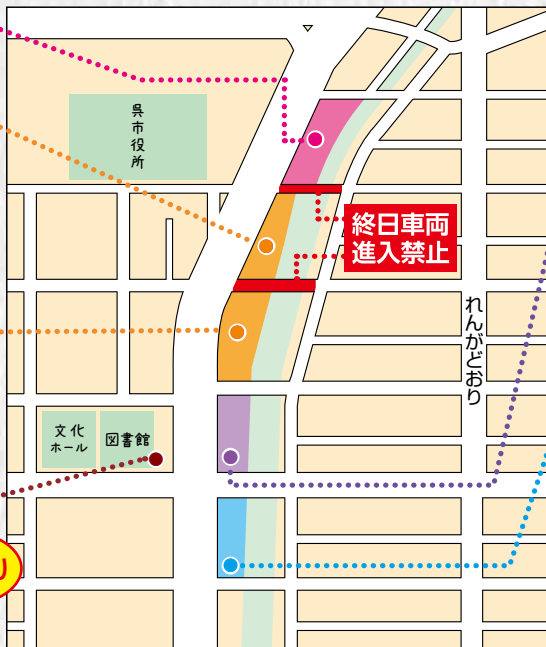 呉市役所
終日車両
進入禁止
れんがどおり
文化
ホール
図書館
り